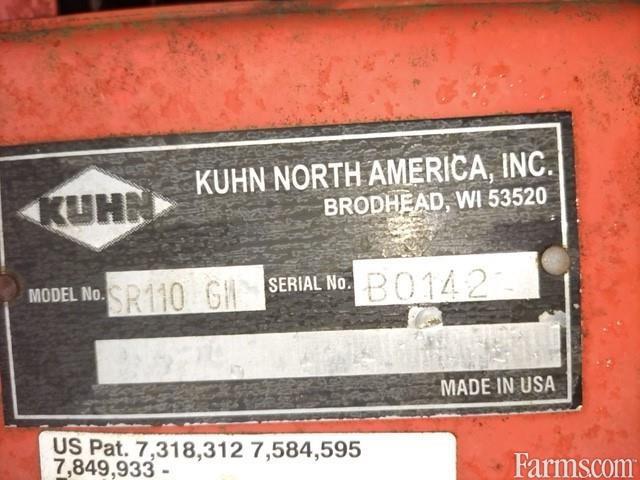 KUHN
KUHN NORTH AMERICA, INC.
BRODHEAD, WI 53520
MODEL No. SR110 GII
SERIAL No. B0142
MADE IN USA
US Pat. 7,318,312 7,584,595
7,849,933 -
Farms.com